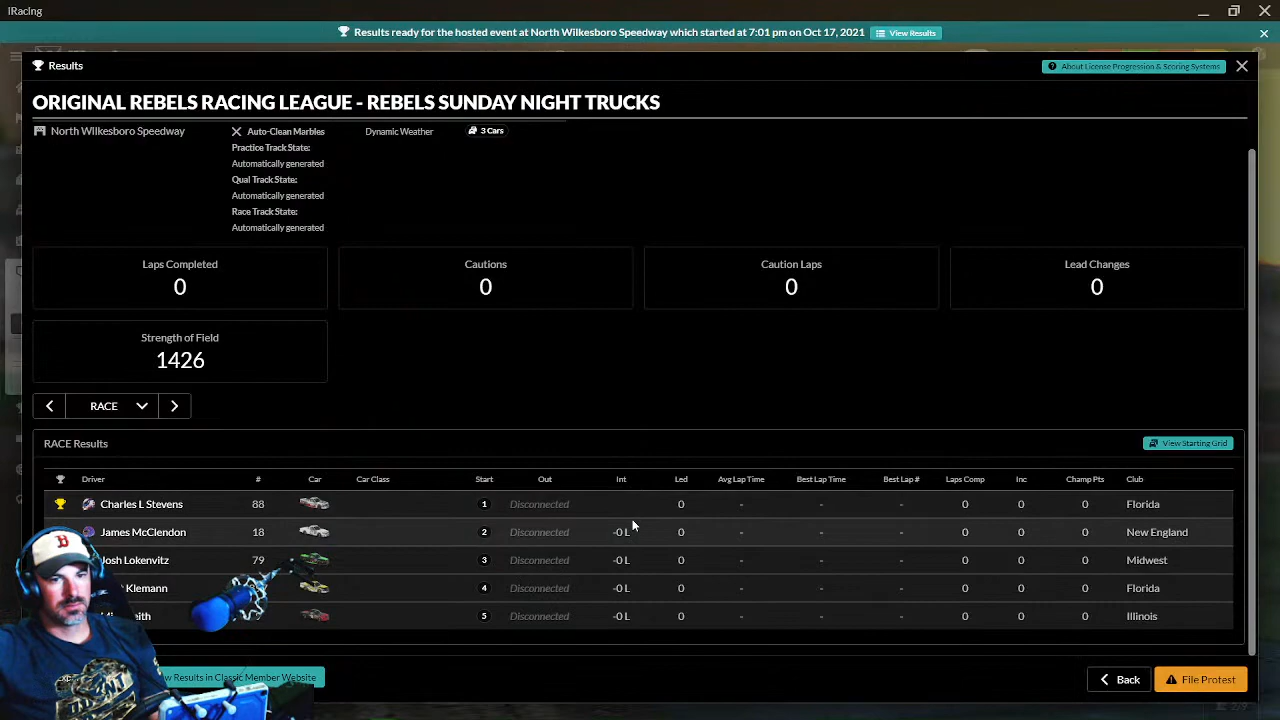 iRacing
Results ready for the hosted event at North Wilkesboro Speedway which started at 7:01 pm on Oct 17, 2021 View Results
Results About License Progression & Scoring Systems
ORIGINAL REBELS RACING LEAGUE - REBELS SUNDAY NIGHT TRUCKS
North Wilkesboro Speedway Auto-Clean Marbles Dynamic Weather 3 Cars
Practice Track State:
Automatically generated
Qual Track State:
Automatically generated
Race Track State:
Automatically generated
Laps Completed Cautions Caution Laps Lead Changes
0 0 0 0
Strength of Field
1426
RACE
RACE Results View Starting Grid
Driver # Car Car Class Start Out Int Led Avg Lap Time Best Lap Time Best Lap # Laps Comp Inc Champ Pts Club
Charles L Stevens 88 1 Disconnected 0 - - - 0 0 0 Florida
James McClendon 18 2 Disconnected -0 L 0 - - - 0 0 0 New England
Josh Lokenvitz 79 3 Disconnected -0 L 0 - - - 0 0 0 Midwest
Klemann 4 Disconnected -0 L 0 - - - 0 0 0 Florida
5 Disconnected -0 L 0 - - - 0 0 0 Illinois
Results in Classic Member Website Back File Protest
2/9